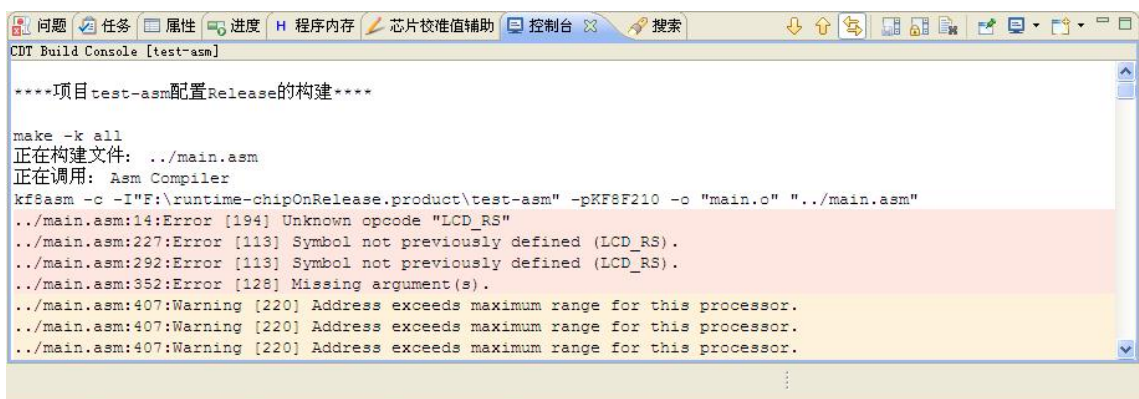 问题 任务 属性 进度 程序内存 芯片校准值辅助 控制台 搜索
CDT Build Console [test-asm]
****项目test-asm配置Release的构建****
make -k all
正在构建文件: ../main.asm
正在调用: Asm Compiler
kf8asm -c -I"F:\runtime-chipOnRelease.product\test-asm" -pKF8F210 -o "main.o" "../main.asm"
../main.asm:14:Error [194] Unknown opcode "LCD_RS"
../main.asm:227:Error [113] Symbol not previously defined (LCD_RS).
../main.asm:292:Error [113] Symbol not previously defined (LCD_RS).
../main.asm:352:Error [128] Missing argument(s).
../main.asm:407:Warning [220] Address exceeds maximum range for this processor.
../main.asm:407:Warning [220] Address exceeds maximum range for this processor.
../main.asm:407:Warning [220] Address exceeds maximum range for this processor.